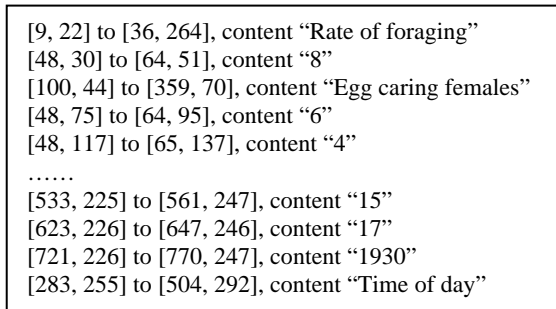 [9, 22] to [36, 264], content “Rate of foraging”
[48, 30] to [64, 51], content “8”
[100, 44] to [359, 70], content “Egg caring females”
[48, 75] to [64, 95], content “6”
[48, 117] to [65, 137], content “4”
……
[533, 225] to [561, 247], content “15”
[623, 226] to [647, 246], content “17”
[721, 226] to [770, 247], content “1930”
[283, 255] to [504, 292], content “Time of day”